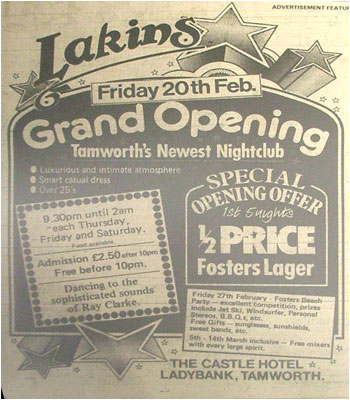 ADVERTISEMENT FEATURE
Lakins
Friday 20th Feb.
Grand Opening
Tamworth's Newest Nightclub
Luxurious and intimate atmosphere
Smart casual dress
Over 25's
9.30pm until 2am
each Thursday,
Friday and Saturday.
Food available.
Admission £2.50 after 10pm
Free before 10pm.
Dancing to the
sophisticated sounds
of Ray Clarke.
SPECIAL
OPENING OFFER
1st 5 nights
½ PRICE
Fosters Lager
Friday 27th February - Fosters Beach
Party - excellent competition, prizes
include Jet Ski, Windsurfer, Personal
Stereos, B.B.Q.s, etc.
Free Gifts - sunglasses, sunshields,
sweat bands, etc.
5th - 14th March inclusive - Free mixers
with every large spirit.
THE CASTLE HOTEL
LADYBANK, TAMWORTH.